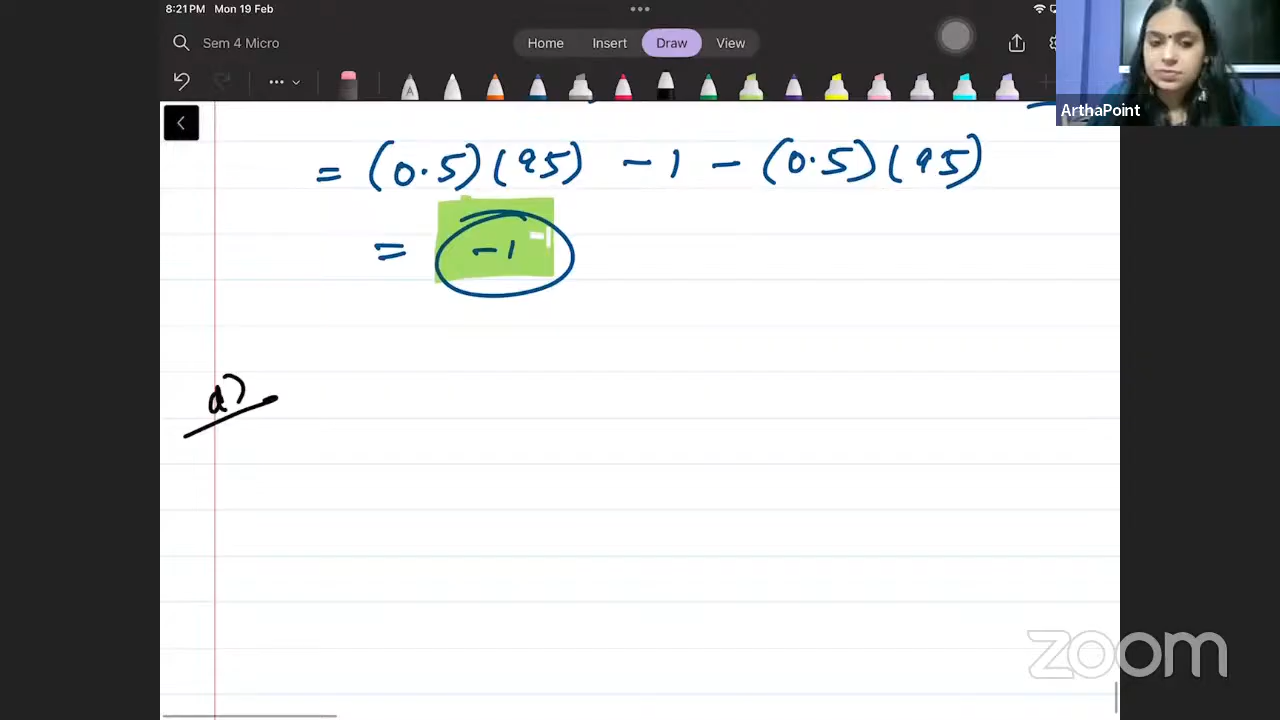 8:21 PM Mon 19 Feb
Sem 4 Micro
Home Insert Draw View
A
ArthaPoint
= (0.5)(95) - 1 - (0.5)(95)
= -1
d)
zoom